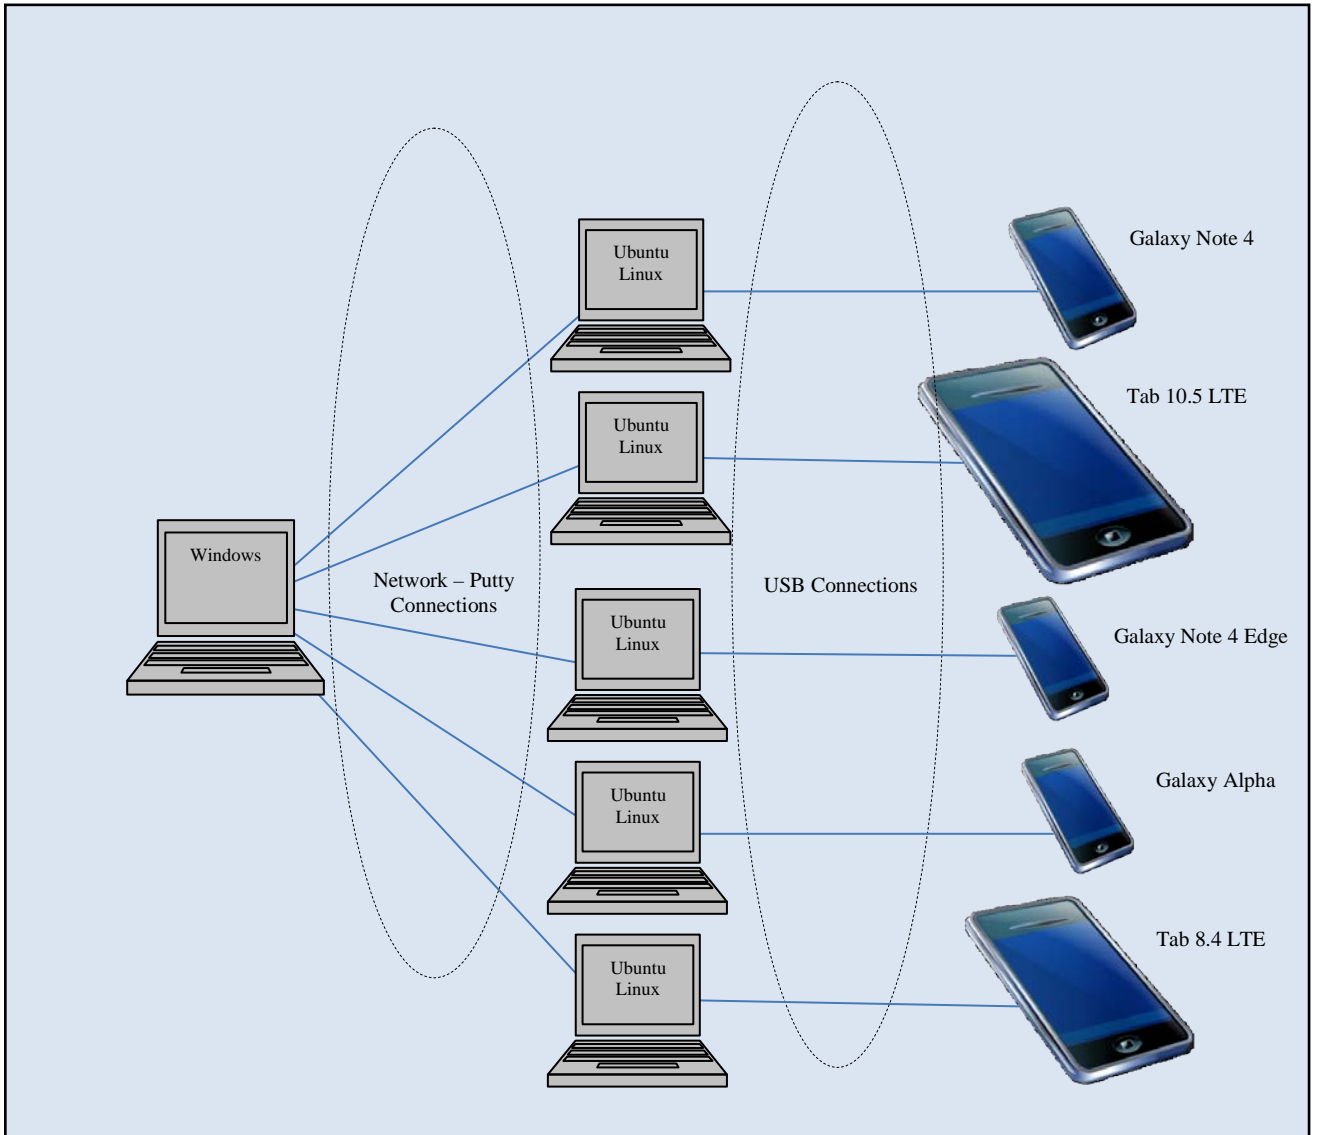 Ubuntu
Linux
Galaxy Note 4
Ubuntu
Linux
Tab 10.5 LTE
Windows
Network – Putty
Connections
USB Connections
Ubuntu
Linux
Galaxy Note 4 Edge
Ubuntu
Linux
Galaxy Alpha
Ubuntu
Linux
Tab 8.4 LTE